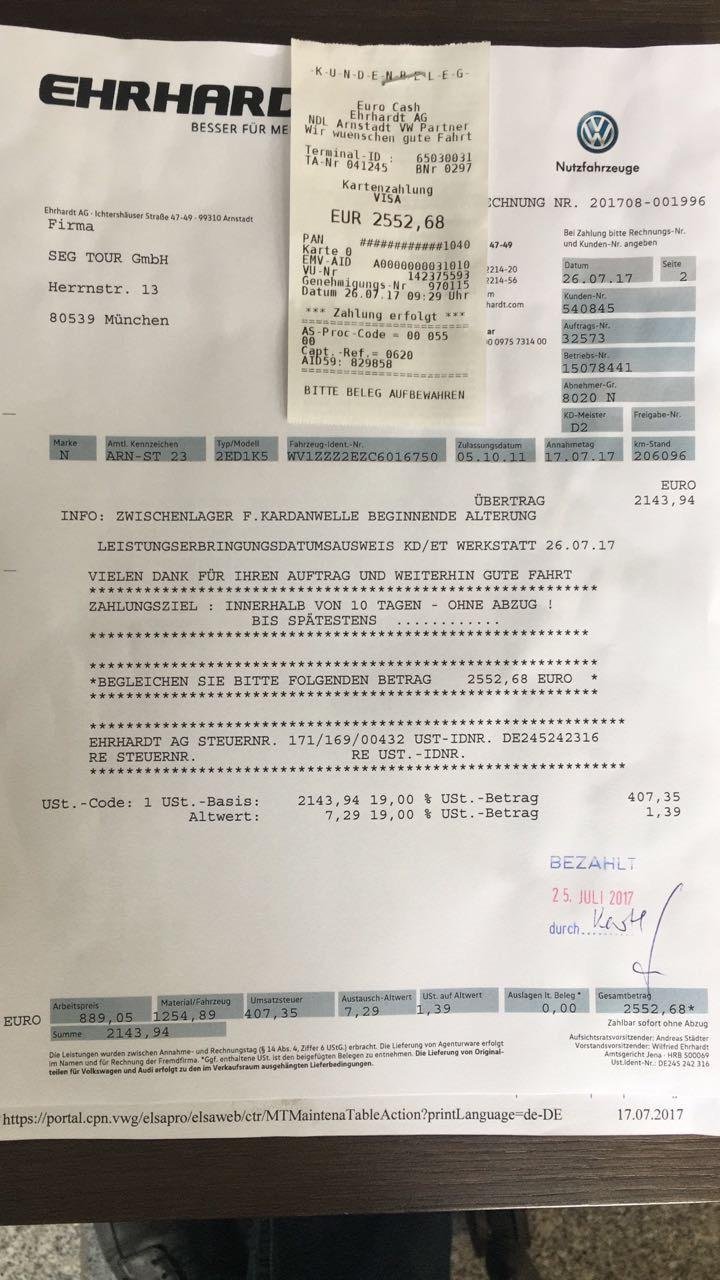 -K-U-N-D-E-N-B-E-L-E-G-
Euro Cash
Ehrhardt AG
NDL Arnstadt VW Partner
Wir wuenschen gute Fahrt
Terminal-ID : 65030031
TA-Nr 041245 BNr 0297
Kartenzahlung
VISA
EUR 2552,68
PAN ############1040
Karte 0
EMV-AID A0000000031010
VU-Nr 142375593
Genehmigungs-Nr 970115
Datum 26.07.17 09:29 Uhr
*** Zahlung erfolgt ***
AS-Proc-Code = 00 055
00
Capt.-Ref.= 0620
AID59: 829858
BITTE BELEG AUFBEWAHREN
EHRHARD
BESSER FÜR ME
Nutzfahrzeuge
ECHNUNG NR. 201708-001996
Ehrhardt AG · Ichtershäuser Straße 47-49 · 99310 Arnstadt
Firma
SEG TOUR GmbH
Herrnstr. 13
80539 München
47-49
2214-20
2214-56
m
hardt.com
ar
00 0975 7314 00
Bei Zahlung bitte Rechnungs-Nr.
und Kunden-Nr. angeben
Datum Seite
26.07.17 2
Kunden-Nr.
540845
Auftrags-Nr.
32573
Betriebs-Nr.
15078441
Abnehmer-Gr.
8020 N
KD-Meister Freigabe-Nr.
D2
Marke Amtl. Kennzeichen Typ/Modell Fahrzeug-Ident.-Nr. Zulassungsdatum Annahmetag km-Stand
N ARN-ST 23 2ED1K5 WV1ZZZ2EZC6016750 05.10.11 17.07.17 206096
EURO
ÜBERTRAG 2143,94
INFO: ZWISCHENLAGER F.KARDANWELLE BEGINNENDE ALTERUNG
LEISTUNGSERBRINGUNGSDATUMSAUSWEIS KD/ET WERKSTATT 26.07.17
VIELEN DANK FÜR IHREN AUFTRAG UND WEITERHIN GUTE FAHRT
**********************************************************
ZAHLUNGSZIEL : INNERHALB VON 10 TAGEN - OHNE ABZUG !
BIS SPÄTESTENS ............
*********************************************************
**********************************************************
*BEGLEICHEN SIE BITTE FOLGENDEN BETRAG 2552,68 EURO *
**********************************************************
*************************************************************
EHRHARDT AG STEUERNR. 171/169/00432 UST-IDNR. DE245242316
RE STEUERNR. RE UST.-IDNR.
*************************************************************
USt.-Code: 1 USt.-Basis: 2143,94 19,00 % USt.-Betrag 407,35
Altwert: 7,29 19,00 % USt.-Betrag 1,39
BEZAHLT
25. JULI 2017
durch
Arbeitspreis Material/Fahrzeug Umsatzsteuer Austausch-Altwert USt. auf Altwert Auslagen lt. Beleg * Gesamtbetrag
EURO 889,05 1254,89 407,35 7,29 1,39 0,00 2552,68*
Summe 2143,94
Zahlbar sofort ohne Abzug
Die Leistungen wurden zwischen Annahme- und Rechnungstag (§ 14 Abs. 4, Ziffer 6 UStG.) erbracht. Die Lieferung von Agenturware erfolgt
im Namen und für Rechnung der Fremdfirma. *Ggf. enthaltene USt. ist den beigefügten Belegen zu entnehmen. Die Lieferung von Original-
teilen für Volkswagen und Audi erfolgt zu den im Verkaufsraum ausgehängten Lieferbedingungen.
Aufsichtsratsvorsitzender: Andreas Städter
Vorstandsvorsitzender: Wilfried Ehrhardt
Amtsgericht Jena · HRB 500069
Ust.Ident-Nr.: DE245 242 316
https://portal.cpn.vwg/elsapro/elsaweb/ctr/MTMaintenaTableAction?printLanguage=de-DE 17.07.2017